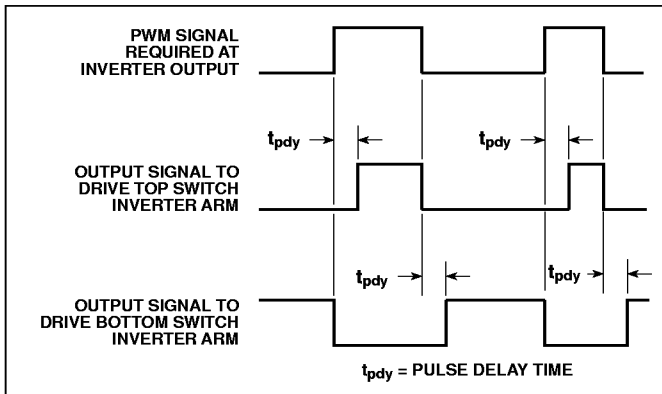 PWM SIGNAL
REQUIRED AT
INVERTER OUTPUT
tpdy
tpdy
OUTPUT SIGNAL TO
DRIVE TOP SWITCH
INVERTER ARM
tpdy
tpdy
OUTPUT SIGNAL TO
DRIVE BOTTOM SWITCH
INVERTER ARM
tpdy = PULSE DELAY TIME